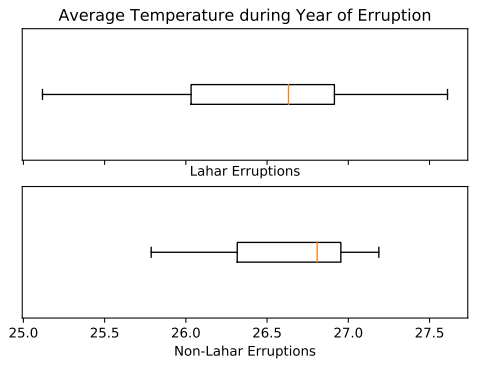 Average Temperature during Year of Erruption
Lahar Erruptions
25.0 25.5 26.0 26.5 27.0 27.5
Non-Lahar Erruptions